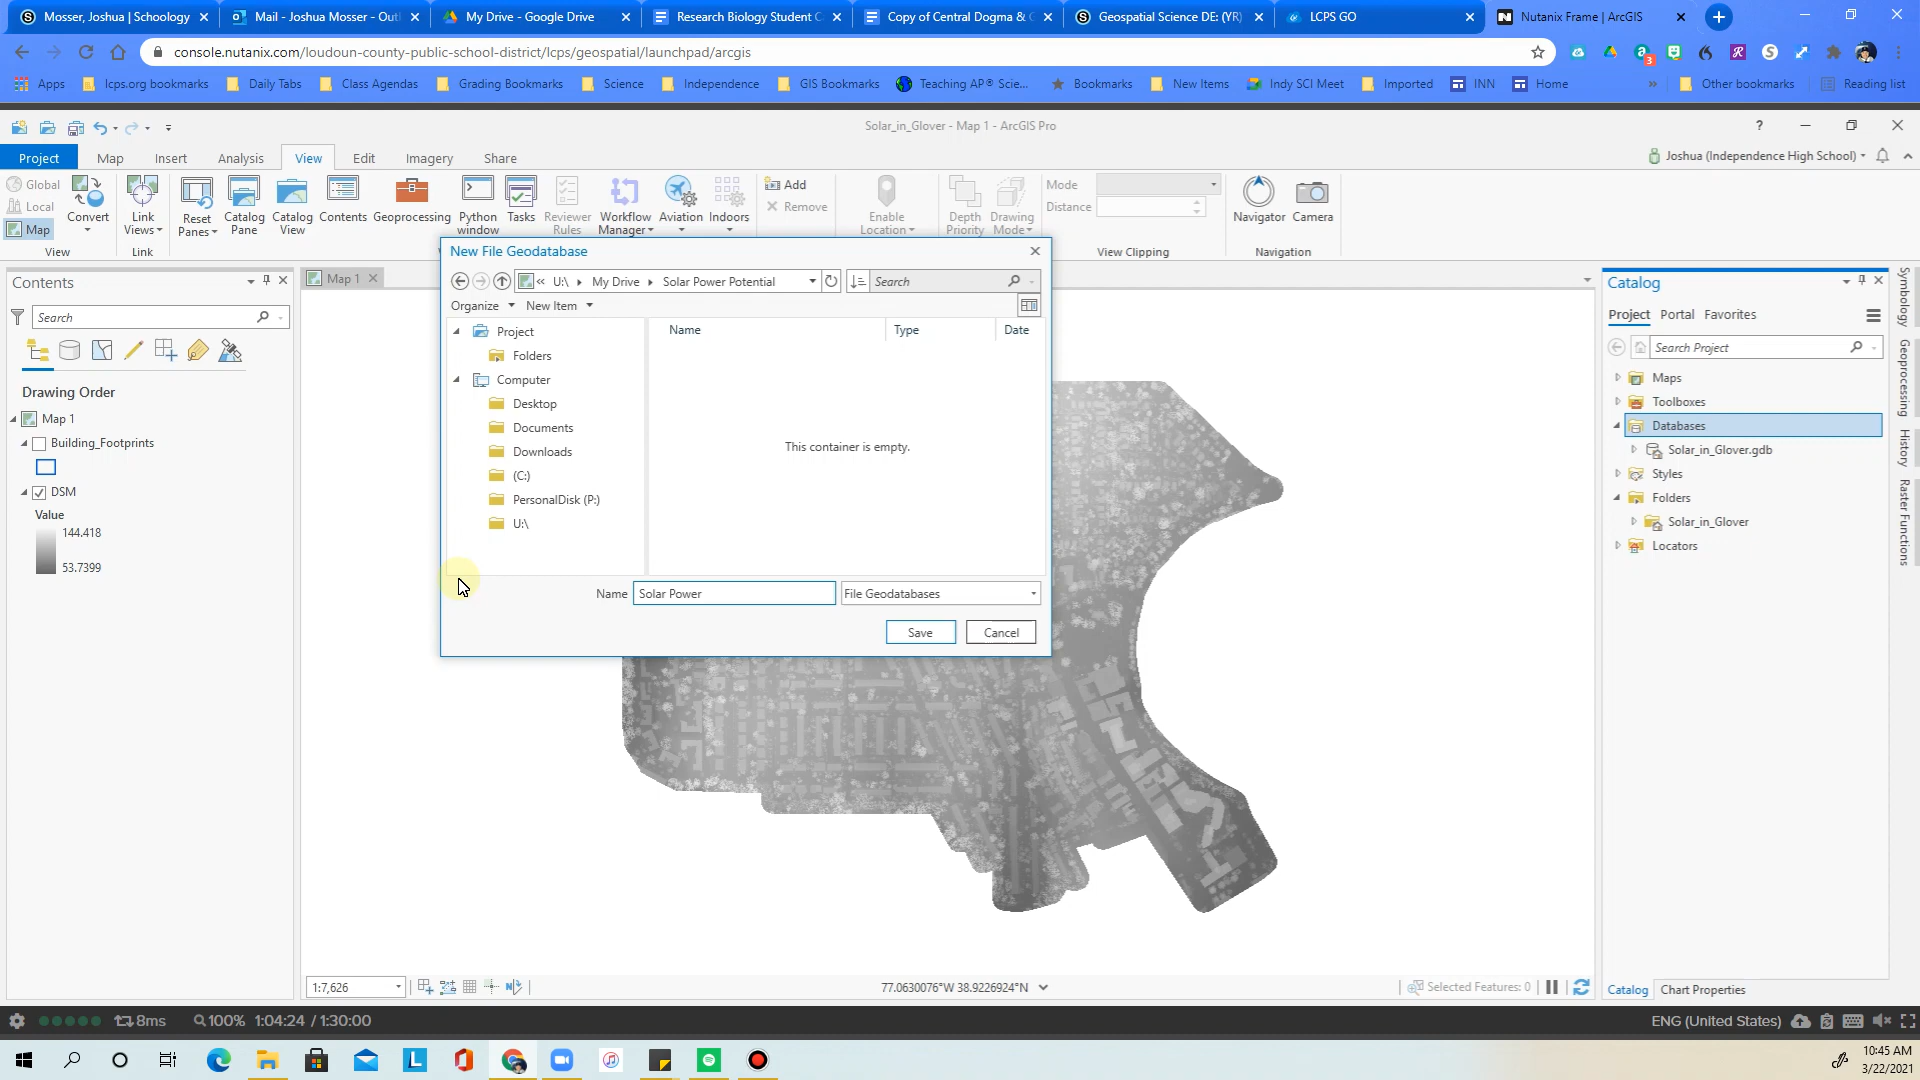 Mosser, Joshua | Schoology
Mail - Joshua Mosser - Outl
My Drive - Google Drive
Research Biology Student C
Copy of Central Dogma & G
Geospatial Science DE: (YR)
LCPS GO
Nutanix Frame | ArcGIS
console.nutanix.com/loudoun-county-public-school-district/lcps/geospatial/launchpad/arcgis
3
Apps
lcps.org bookmarks
Daily Tabs
Class Agendas
Grading Bookmarks
Science
Independence
GIS Bookmarks
Teaching AP® Scie...
Bookmarks
New Items
Indy SCI Meet
Imported
INN
Home
»
Other bookmarks
Reading list
Solar_in_Glover - Map 1 - ArcGIS Pro
?
Project
Map
Insert
Analysis
View
Edit
Imagery
Share
Joshua (Independence High School)
Global
Local
Map
Convert
View
Link Views
Link
Reset Panes
Catalog Pane
Catalog View
Contents
Geoprocessing
Python window
Tasks
Reviewer Rules
Workflow Manager
Aviation
Indoors
Add
Remove
Enable Location
Depth Priority
Drawing Mode
Mode
Distance
View Clipping
Navigator
Camera
Navigation
Contents
Search
Drawing Order
Map 1
Building_Footprints
DSM
Value
144.418
53.7399
Map 1
New File Geodatabase
« U:\ My Drive Solar Power Potential
Search
Organize
New Item
Project
Folders
Computer
Desktop
Documents
Downloads
(C:)
PersonalDisk (P:)
U:\
Name
Type
Date
This container is empty.
Name
Solar Power
File Geodatabases
Save
Cancel
Catalog
Project
Portal
Favorites
Search Project
Maps
Toolboxes
Databases
Solar_in_Glover.gdb
Styles
Folders
Solar_in_Glover
Locators
Symbology
Geoprocessing
History
Raster Functions
1:7,626
77.0630076°W 38.9226924°N
Selected Features: 0
Catalog
Chart Properties
8ms
100%
1:04:24 / 1:30:00
ENG (United States)
L
10:45 AM
3/22/2021